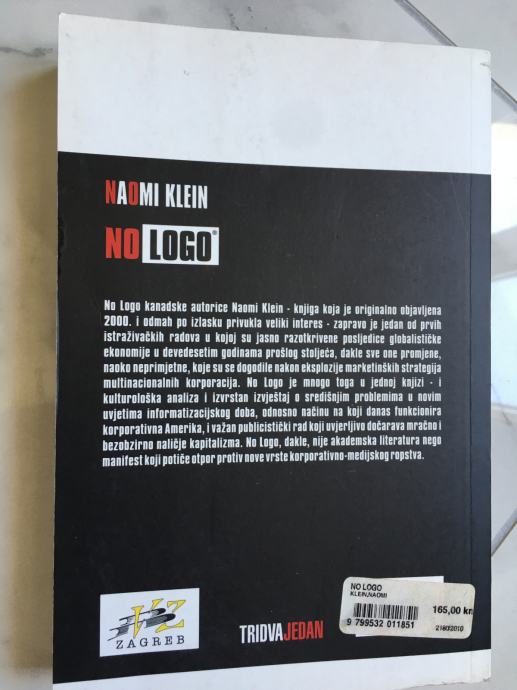 NAOMI KLEIN
NO LOGO®
No Logo kanadske autorice Naomi Klein - knjiga koja je originalno objavljena
2000. i odmah po izlasku privukla veliki interes - zapravo je jedan od prvih
istraživačkih radova u kojoj su jasno razotkrivene posljedice globalističke
ekonomije u devedesetim godinama prošlog stoljeća, dakle sve one promjene,
naoko neprimjetne, koje su se dogodile nakon eksplozije marketinških strategija
multinacionalnih korporacija. No Logo je mnogo toga u jednoj knjizi - i
kulturološka analiza i izvrstan izvještaj o središnjim problemima u novim
uvjetima informatizacijskog doba, odnosno načinu na koji danas funkcionira
korporativna Amerika, i važan publicistički rad koji uvjerljivo dočarava mračno i
bezobzirno naličje kapitalizma. No Logo, dakle, nije akademska literatura nego
manifest koji potiče otpor protiv nove vrste korporativno-medijskog ropstva.
VZ
ZAGREB
TRIDVAJEDAN
NO LOGO
KLEIN,NAOMI
165,00 kn
9 799532 011851